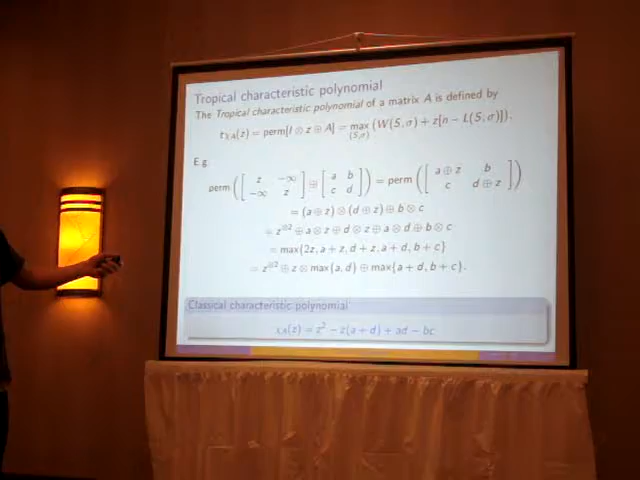 Tropical characteristic polynomial
The Tropical characteristic polynomial of a matrix A is defined by
tχ_A(z) = perm[I ⊗ z ⊕ A] = max_{(S,σ)} (W(S, σ) + z[n − L(S, σ)]).
E.g
perm ([z −∞; −∞ z] ⊕ [a b; c d]) = perm ([a ⊕ z b; c d ⊕ z])
= (a ⊕ z) ⊗ (d ⊕ z) ⊕ b ⊗ c
= z^{⊗2} ⊕ a ⊗ z ⊕ d ⊗ z ⊕ a ⊗ d ⊕ b ⊗ c
= max{2z, a + z, d + z, a + d, b + c}
= z^{⊗2} ⊕ z ⊗ max(a, d) ⊕ max{a + d, b + c}.
Classical characteristic polynomial
χ_A(z) = z² − z(a + d) + ad − bc